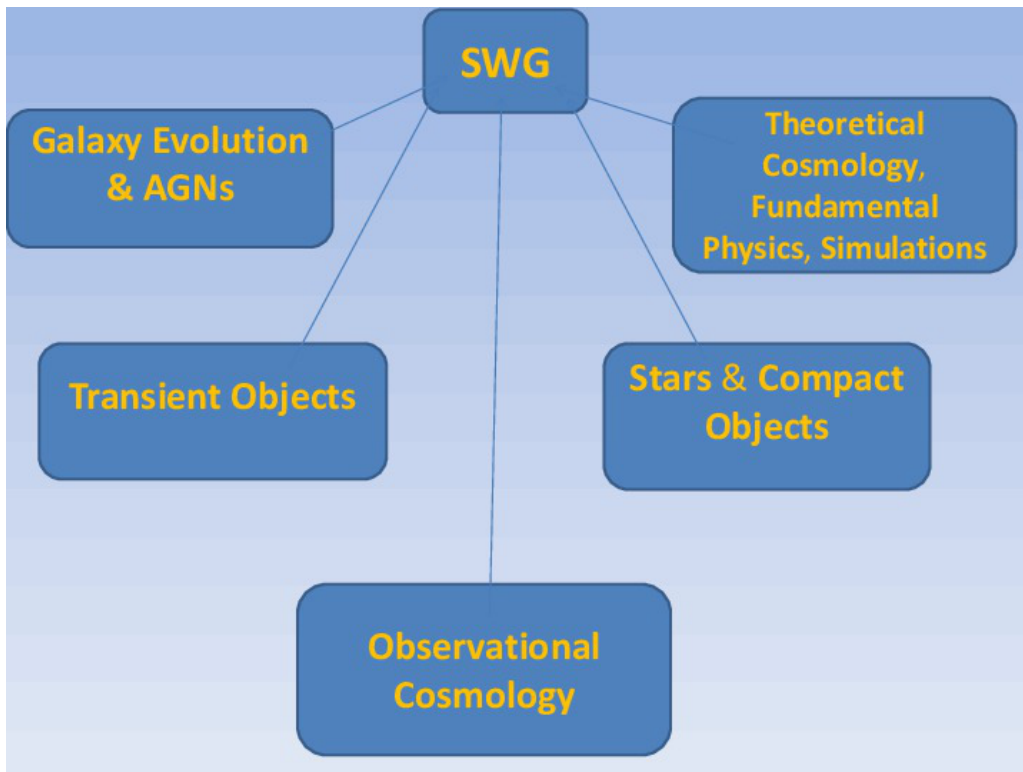 SWG
Galaxy Evolution
& AGNs
Theoretical
Cosmology,
Fundamental
Physics, Simulations
Transient Objects
Stars & Compact
Objects
Observational
Cosmology